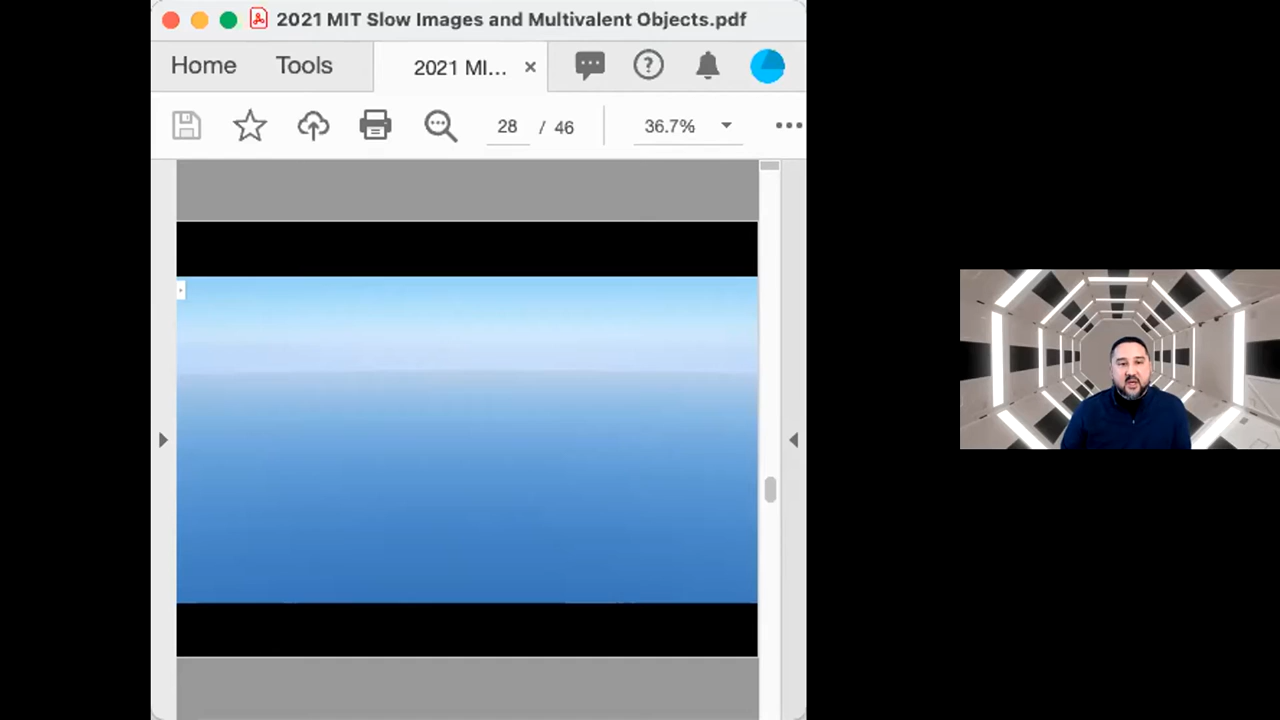 2021 MIT Slow Images and Multivalent Objects.pdf
Home Tools 2021 MI... ×
28 / 46 36.7%